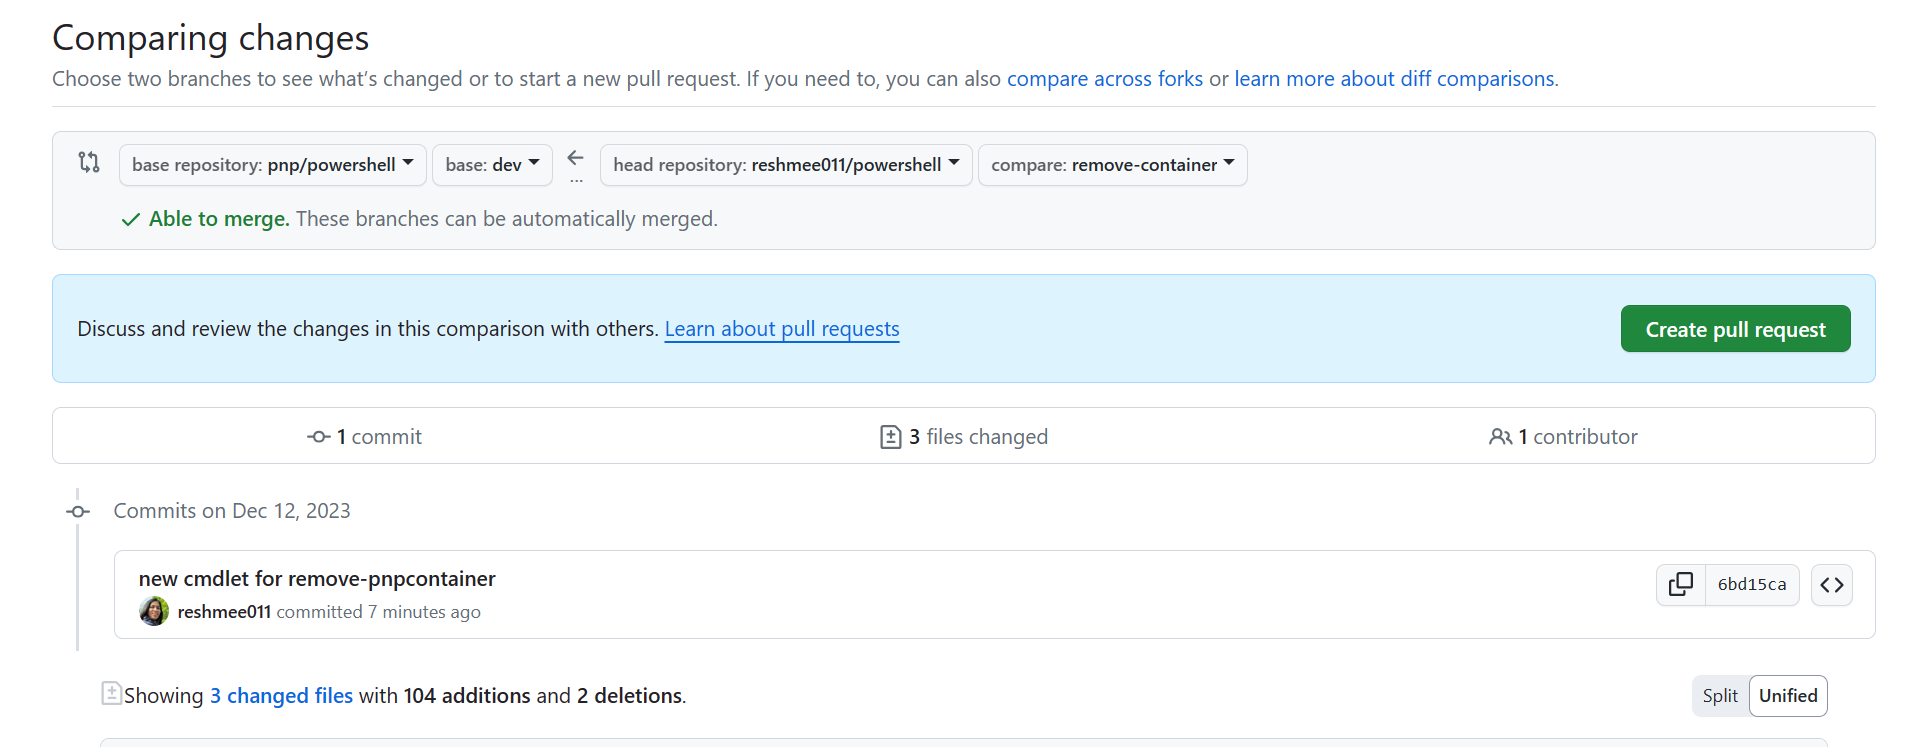 Comparing changes
Choose two branches to see what's changed or to start a new pull request. If you need to, you can also compare across forks or learn more about diff comparisons.
base repository: pnp/powershell base: dev ... head repository: reshmee011/powershell compare: remove-container
Able to merge. These branches can be automatically merged.
Discuss and review the changes in this comparison with others. Learn about pull requests Create pull request
1 commit 3 files changed 1 contributor
Commits on Dec 12, 2023
new cmdlet for remove-pnpcontainer
6bd15ca
reshmee011 committed 7 minutes ago
Showing 3 changed files with 104 additions and 2 deletions. Split Unified